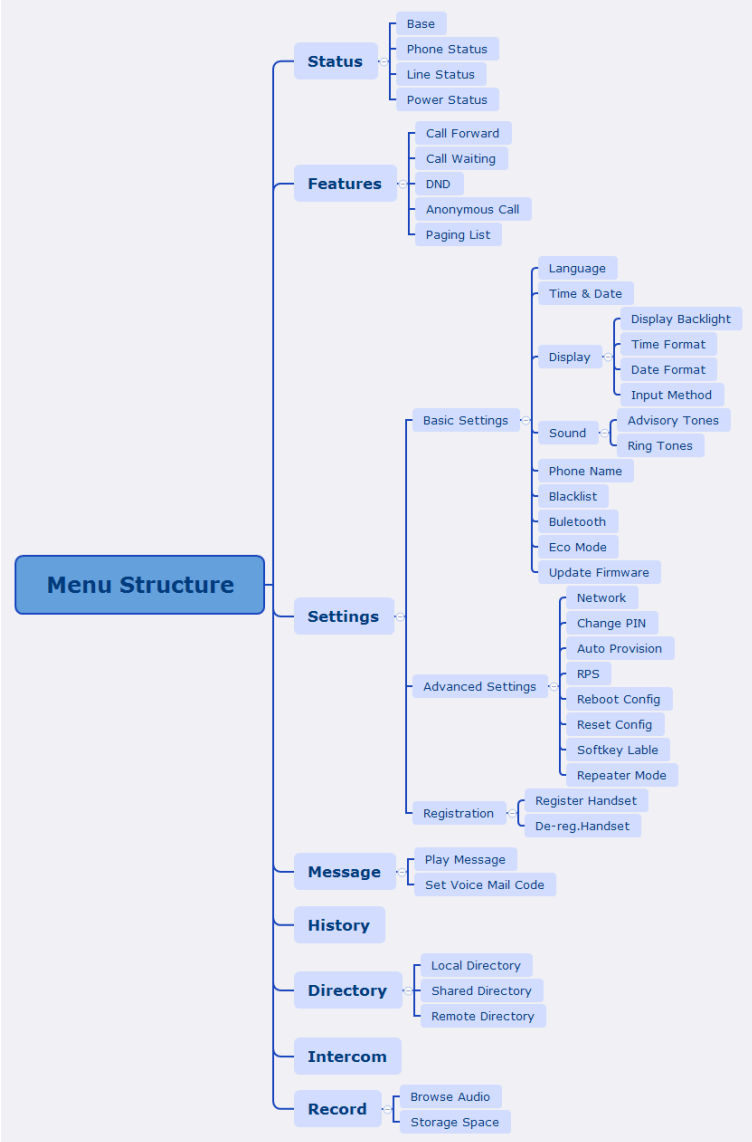 Menu Structure
Status
Base
Phone Status
Line Status
Power Status
Features
Call Forward
Call Waiting
DND
Anonymous Call
Paging List
Settings
Basic Settings
Language
Time & Date
Display
Display Backlight
Time Format
Date Format
Input Method
Sound
Advisory Tones
Ring Tones
Phone Name
Blacklist
Buletooth
Eco Mode
Update Firmware
Advanced Settings
Network
Change PIN
Auto Provision
RPS
Reboot Config
Reset Config
Softkey Lable
Repeater Mode
Registration
Register Handset
De-reg.Handset
Message
Play Message
Set Voice Mail Code
History
Directory
Local Directory
Shared Directory
Remote Directory
Intercom
Record
Browse Audio
Storage Space